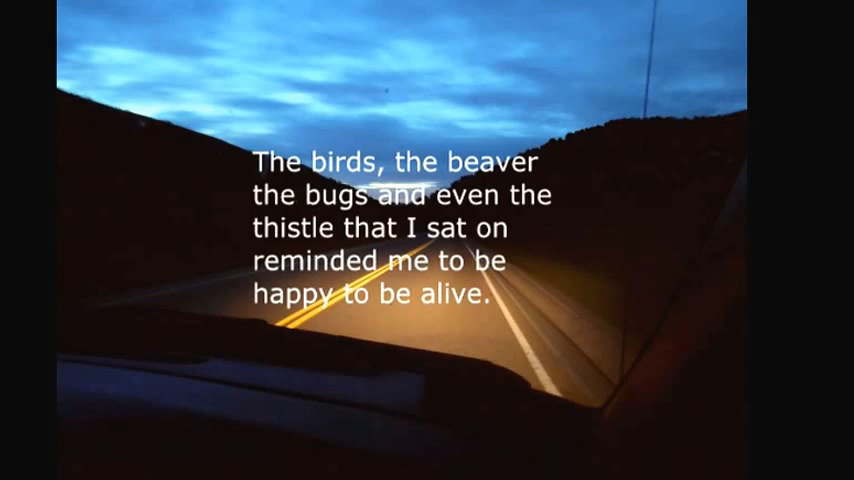 The birds, the beaver
the bugs and even the
thistle that I sat on
reminded me to be
happy to be alive.